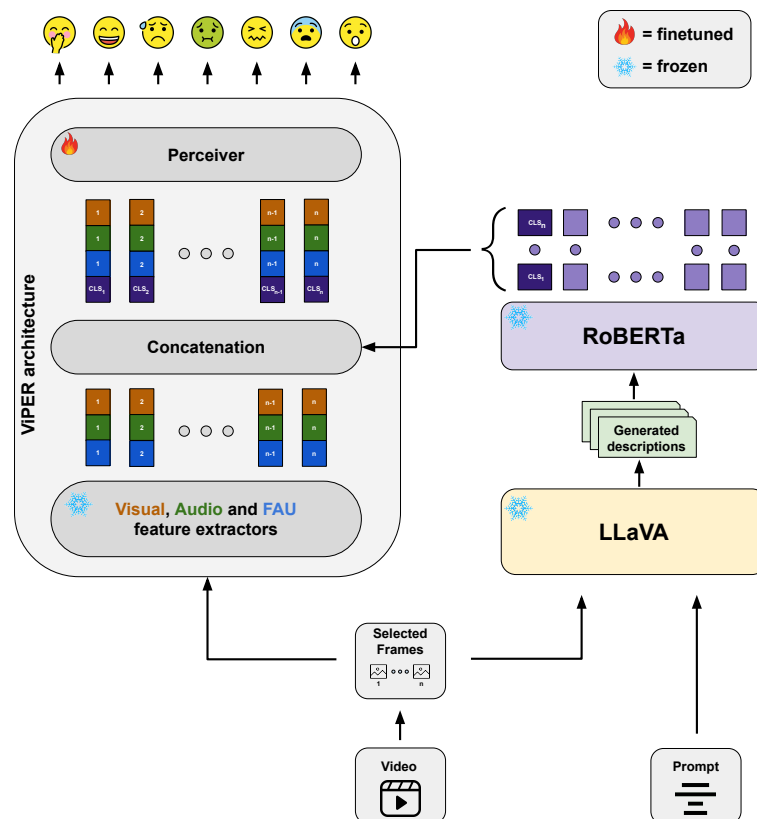 = finetuned
= frozen
Perceiver
1 2 n-1 n
1 2 n-1 n
1 2 n-1 n
CLS1 CLS2 CLSn-1 CLSn
CLSn
CLS1
ViPER architecture
Concatenation
RoBERTa
1 2 n-1 n
1 2 n-1 n
1 2 n-1 n
Generated
descriptions
Visual, Audio and FAU
feature extractors
LLaVA
Selected
Frames
1 n
Video
Prompt